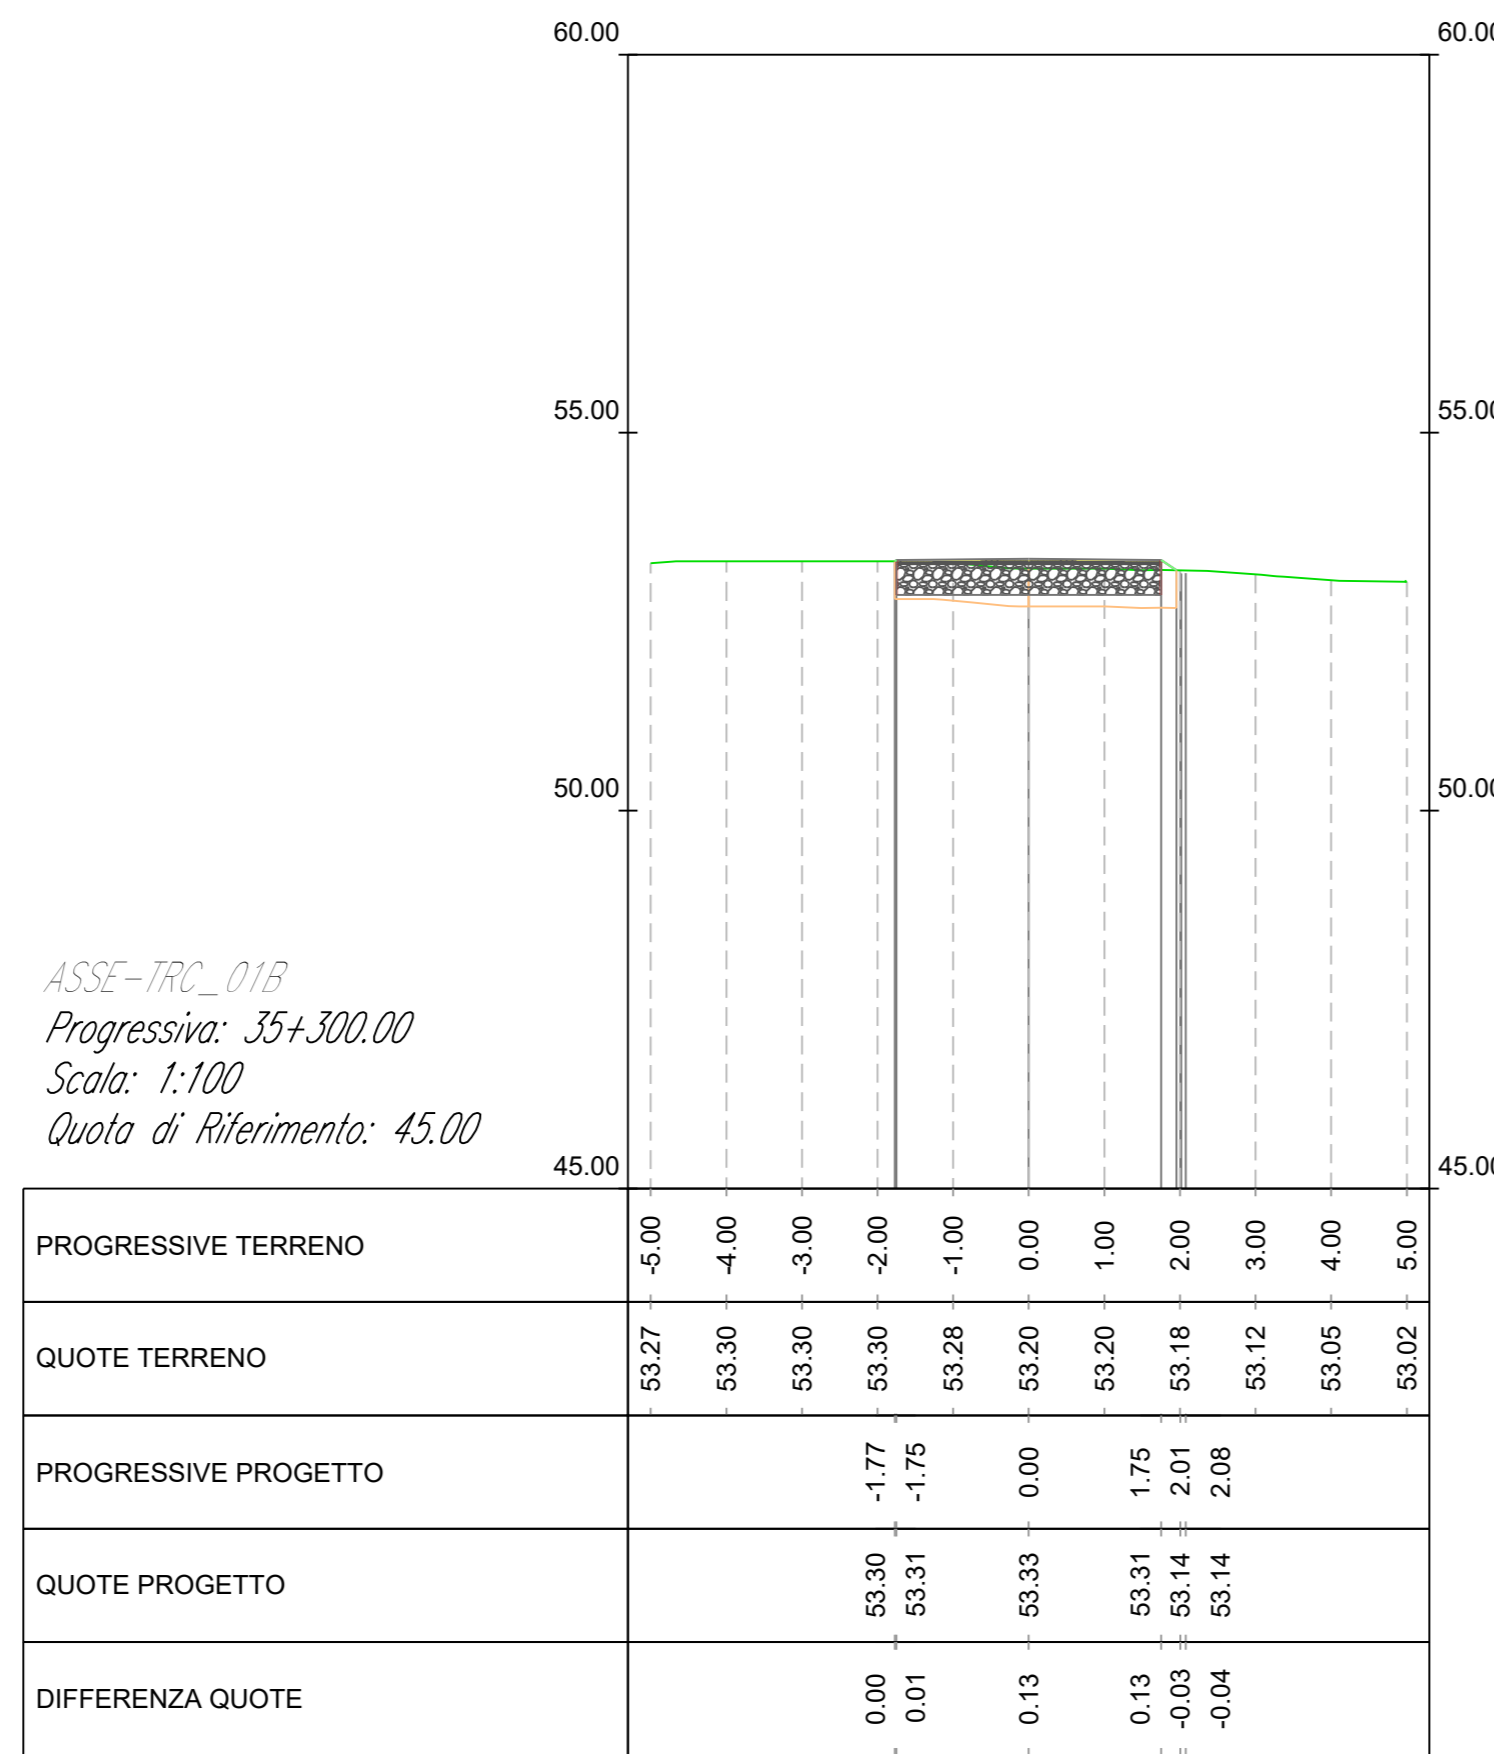 60.00 60.00
55.00 55.00
50.00 50.00
ASSE-TRC_01B
Progressiva: 35+300.00
Scala: 1:100
Quota di Riferimento: 45.00
45.00 45.00
PROGRESSIVE TERRENO -5.00 -4.00 -3.00 -2.00 -1.00 0.00 1.00 2.00 3.00 4.00 5.00
QUOTE TERRENO 53.27 53.30 53.30 53.30 53.28 53.20 53.20 53.18 53.12 53.05 53.02
PROGRESSIVE PROGETTO -1.77 -1.75 0.00 1.75 2.01 2.08
QUOTE PROGETTO 53.30 53.31 53.33 53.31 53.14 53.14
DIFFERENZA QUOTE 0.00 0.01 0.13 0.13 -0.03 -0.04